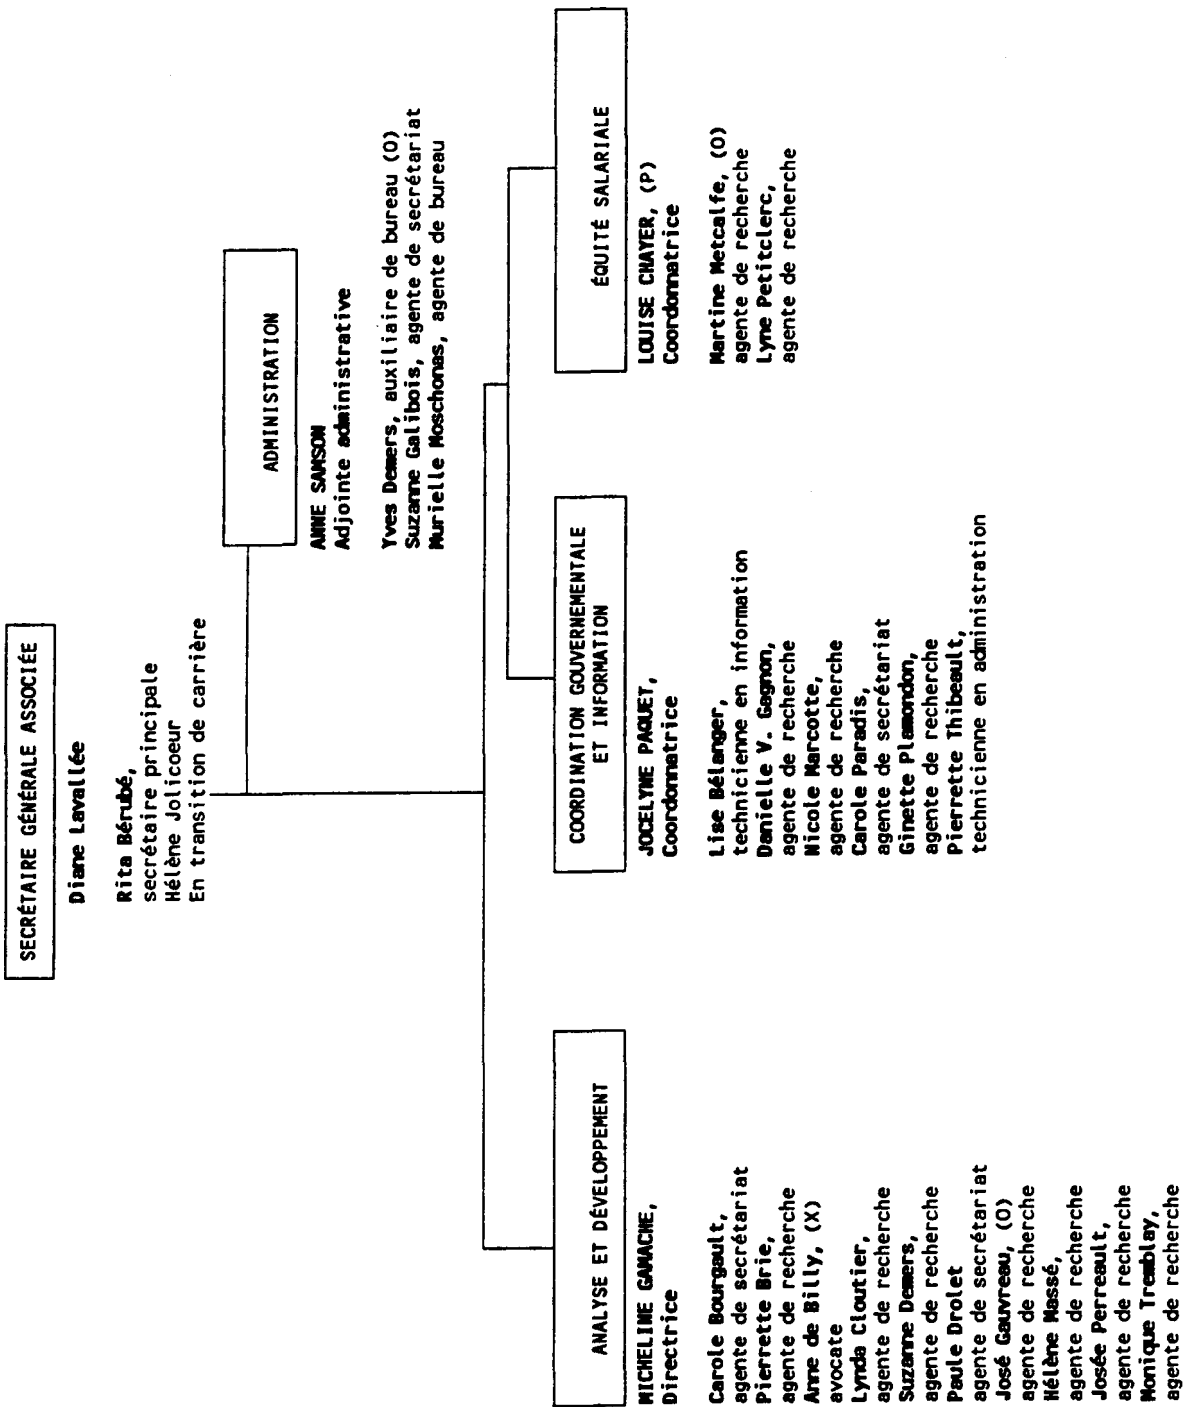 SECRÉTAIRE GÉNÉRALE ASSOCIÉE
Diane Lavallée
Rita Bérubé,
secrétaire principale
Hélène Jolicoeur
En transition de carrière
ADMINISTRATION
ANNE SAMSON
Adjointe administrative
Yves Demers, auxiliaire de bureau (O)
Suzanne Galibois, agente de secrétariat
Murielle Moschonas, agente de bureau
ANALYSE ET DÉVELOPPEMENT
MICHELINE GAMACHE,
Directrice
Carole Bourgault,
agente de secrétariat
Pierrette Brie,
agente de recherche
Anne de Billy, (X)
avocate
Lynda Cloutier,
agente de recherche
Suzanne Demers,
agente de recherche
Paule Drolet
agente de secrétariat
José Gauvreau, (O)
agente de recherche
Hélène Massé,
agente de recherche
Josée Perreault,
agente de recherche
Monique Tremblay,
agente de recherche
COORDINATION GOUVERNEMENTALE
ET INFORMATION
JOCELYNE PAQUET,
Coordonnatrice
Lise Bélanger,
technicienne en information
Danielle V. Gagnon,
agente de recherche
Nicole Marcotte,
agente de recherche
Carole Paradis,
agente de secrétariat
Ginette Plamondon,
agente de recherche
Pierrette Thibeault,
technicienne en administration
ÉQUITÉ SALARIALE
LOUISE CHAYER, (P)
Coordonnatrice
Martine Metcalfe, (O)
agente de recherche
Lyne Petitclerc,
agente de recherche